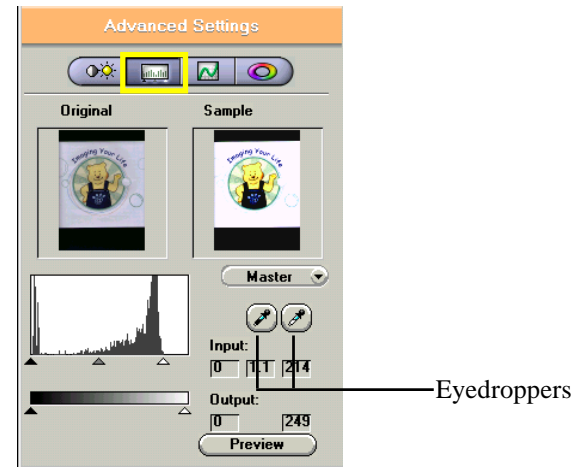 Advanced Settings
Original Sample
Imaging Your Life
Imaging Your Life
Master
Input:
0 1.1 214
Eyedroppers
Output:
0 249
Preview